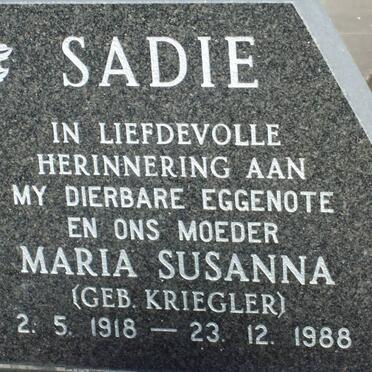 SADIE
IN LIEFDEVOLLE
HERINNERING AAN
MY DIERBARE EGGENOTE
EN ONS MOEDER
MARIA SUSANNA
(GEB. KRIEGLER)
2. 5. 1918 — 23. 12. 1988